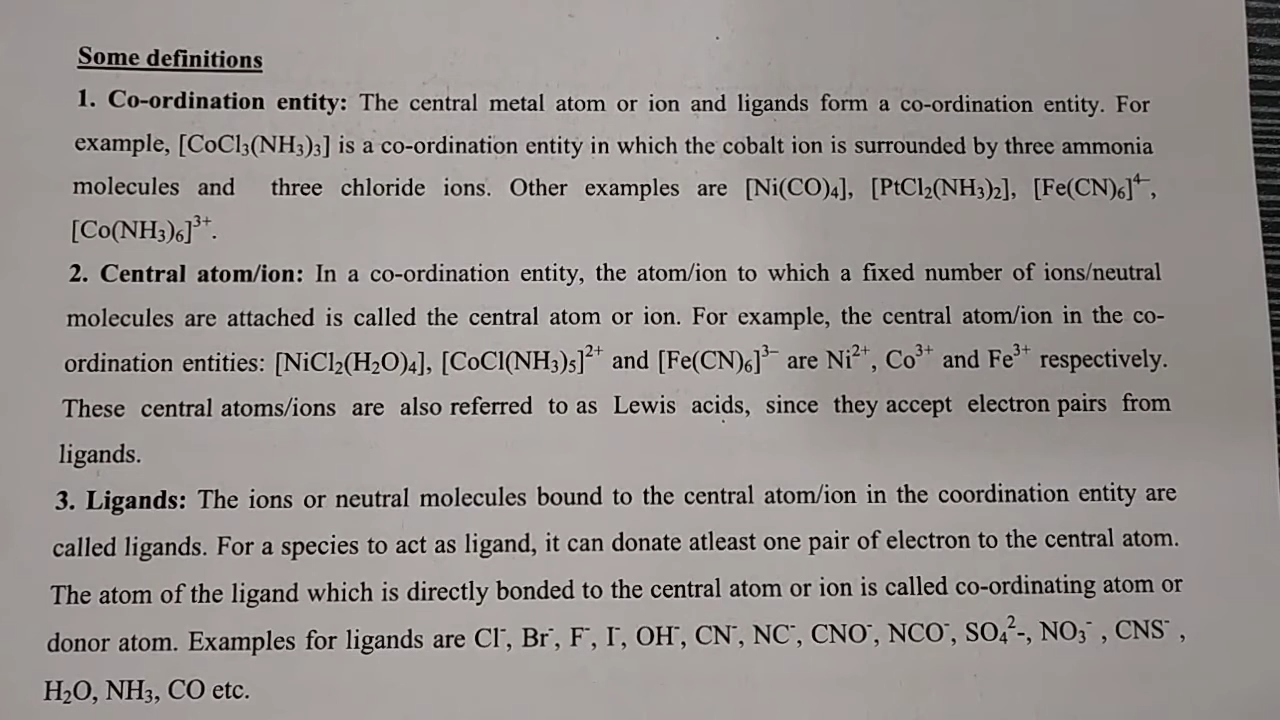 Some definitions
1. Co-ordination entity: The central metal atom or ion and ligands form a co-ordination entity. For
example, [CoCl₃(NH₃)₃] is a co-ordination entity in which the cobalt ion is surrounded by three ammonia
molecules and three chloride ions. Other examples are [Ni(CO)₄], [PtCl₂(NH₃)₂], [Fe(CN)₆]⁴⁻,
[Co(NH₃)₆]³⁺.
2. Central atom/ion: In a co-ordination entity, the atom/ion to which a fixed number of ions/neutral
molecules are attached is called the central atom or ion. For example, the central atom/ion in the co-
ordination entities: [NiCl₂(H₂O)₄], [CoCl(NH₃)₅]²⁺ and [Fe(CN)₆]³⁻ are Ni²⁺, Co³⁺ and Fe³⁺ respectively.
These central atoms/ions are also referred to as Lewis acids, since they accept electron pairs from
ligands.
3. Ligands: The ions or neutral molecules bound to the central atom/ion in the coordination entity are
called ligands. For a species to act as ligand, it can donate atleast one pair of electron to the central atom.
The atom of the ligand which is directly bonded to the central atom or ion is called co-ordinating atom or
donor atom. Examples for ligands are Cl⁻, Br⁻, F⁻, I⁻, OH⁻, CN⁻, NC⁻, CNO⁻, NCO⁻, SO₄²-, NO₃⁻ , CNS⁻ ,
H₂O, NH₃, CO etc.